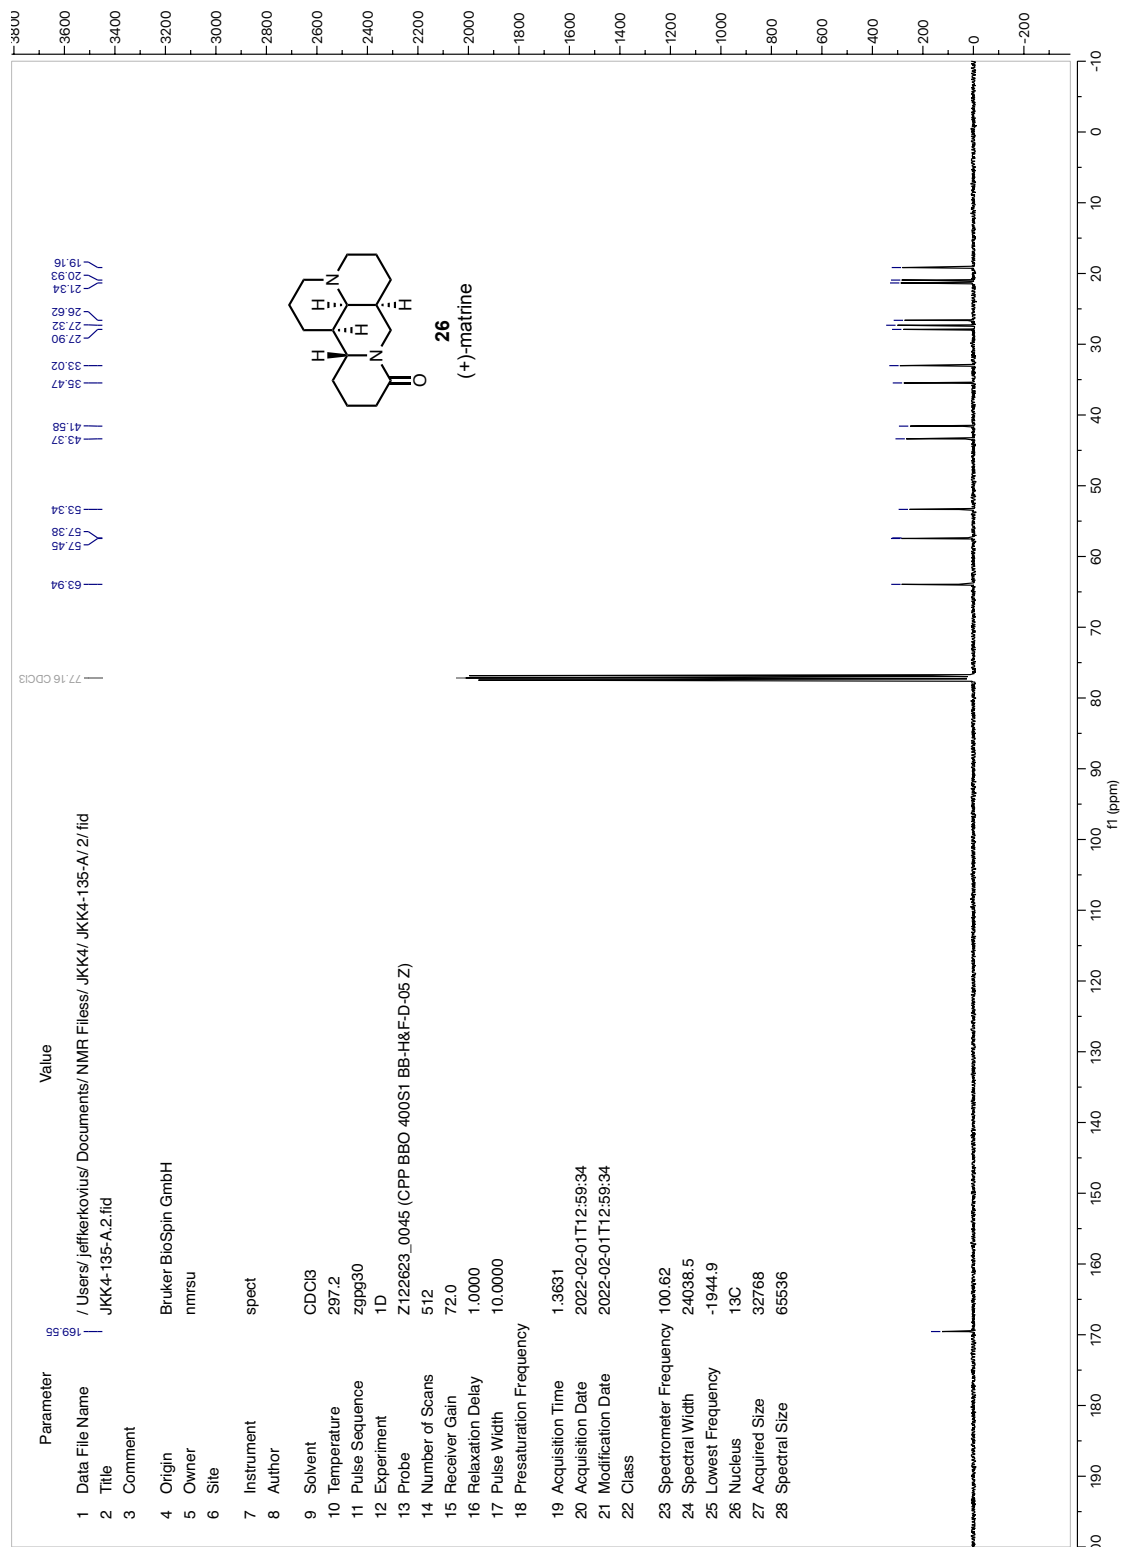 169.55
77.16 CDCl3
63.94
57.45
57.38
53.34
43.37
41.58
35.47
33.02
27.90
27.32
26.62
21.34
20.93
19.16
Parameter Value
1 Data File Name / Users/ jeffkerkovius/ Documents/ NMR Filess/ JKK4/ JKK4-135-A/ 2/ fid
2 Title JKK4-135-A.2.fid
3 Comment
4 Origin Bruker BioSpin GmbH
5 Owner nmrsu
6 Site
7 Instrument spect
8 Author
9 Solvent CDCl3
10 Temperature 297.2
11 Pulse Sequence zgpg30
12 Experiment 1D
13 Probe Z122623_0045 (CPP BBO 400S1 BB-H&F-D-05 Z)
14 Number of Scans 512
15 Receiver Gain 72.0
16 Relaxation Delay 1.0000
17 Pulse Width 10.0000
18 Presaturation Frequency
19 Acquisition Time 1.3631
20 Acquisition Date 2022-02-01T12:59:34
21 Modification Date 2022-02-01T12:59:34
22 Class
23 Spectrometer Frequency 100.62
24 Spectral Width 24038.5
25 Lowest Frequency -1944.9
26 Nucleus 13C
27 Acquired Size 32768
28 Spectral Size 65536
N
H
H
H
H
N
O
26
(+)-matrine
3800
3600
3400
3200
3000
2800
2600
2400
2200
2000
1800
1600
1400
1200
1000
800
600
400
200
0
-200
00 190 180 170 160 150 140 130 120 110 100 90 80 70 60 50 40 30 20 10 0 -10
f1 (ppm)